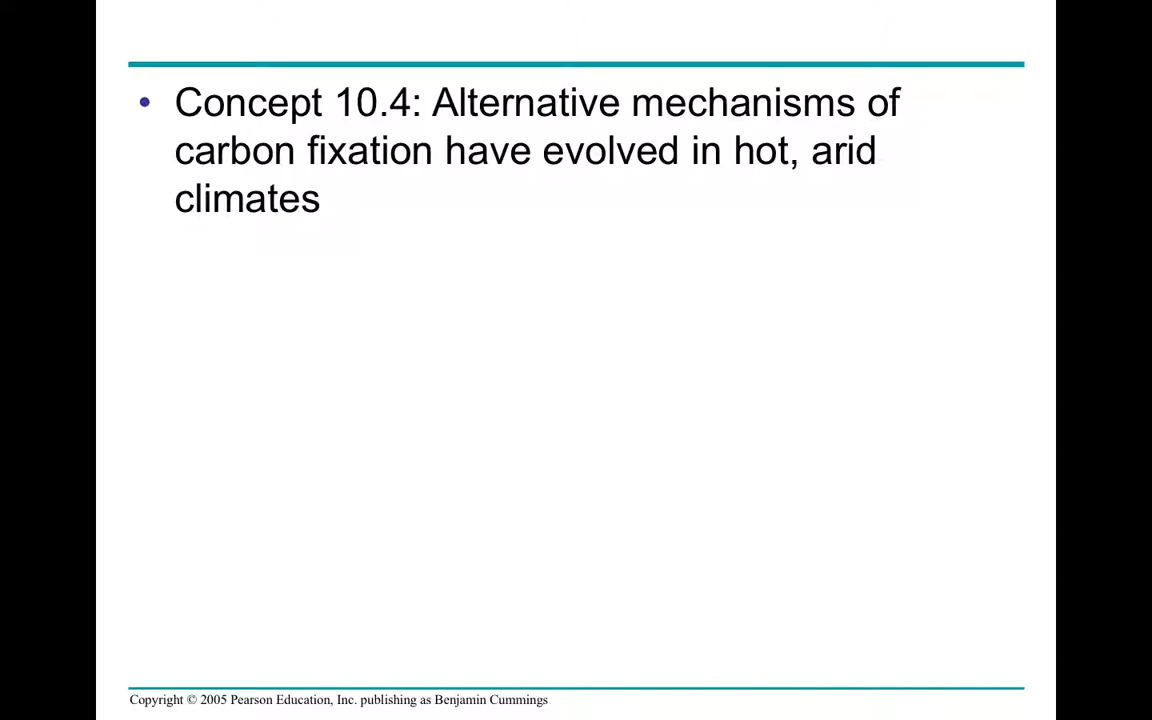 • Concept 10.4: Alternative mechanisms of
carbon fixation have evolved in hot, arid
climates
Copyright © 2005 Pearson Education, Inc. publishing as Benjamin Cummings